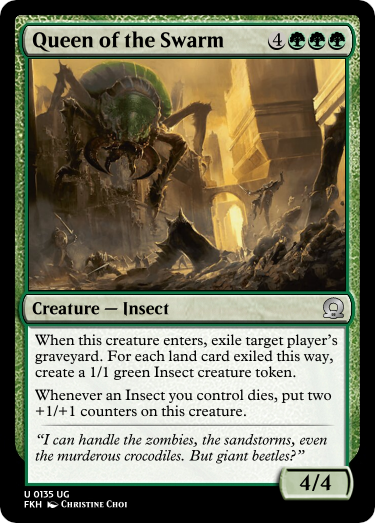 Queen of the Swarm 4
Creature — Insect
When this creature enters, exile target player's
graveyard. For each land card exiled this way,
create a 1/1 green Insect creature token.
Whenever an Insect you control dies, put two
+1/+1 counters on this creature.
“I can handle the zombies, the sandstorms, even
the murderous crocodiles. But giant beetles?”
4/4
U 0135 UG
FKH Christine Choi